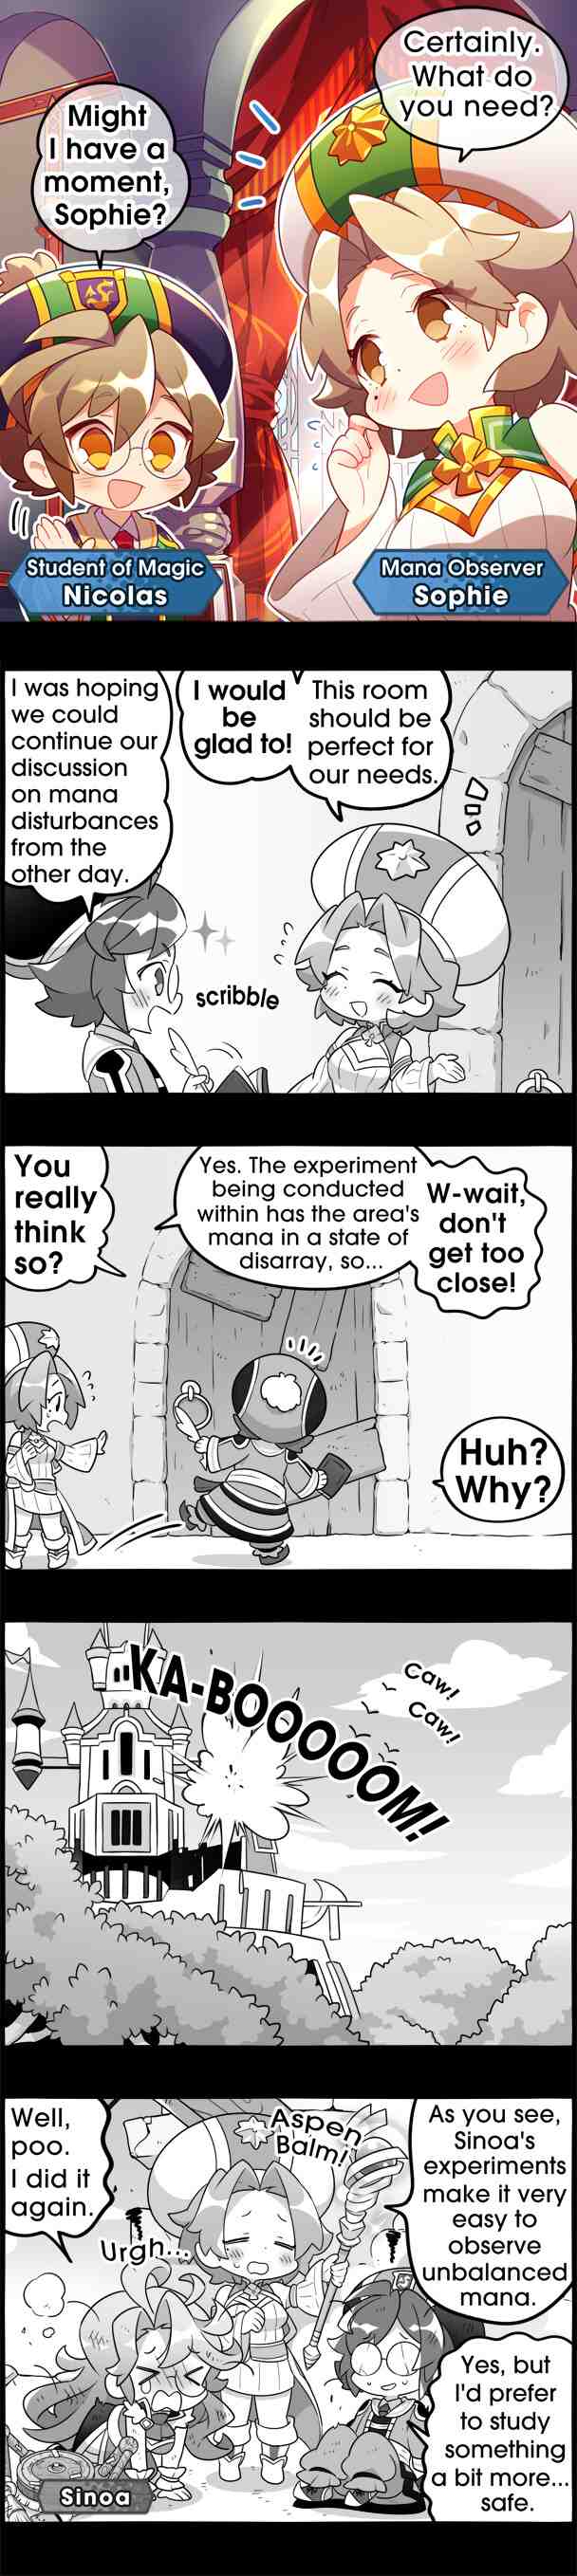 Might
I have a
moment,
Sophie?
Certainly.
What do
you need?
Student of Magic
Nicolas
Mana Observer
Sophie
I was hoping
we could
continue our
discussion
on mana
disturbances
from the
other day.
I would
be
glad to!
This room
should be
perfect for
our needs.
scribble
You
really
think
so?
Yes. The experiment
being conducted
within has the area's
mana in a state of
disarray, so...
W-wait,
don't
get too
close!
Huh?
Why?
KA-BOOOOOM!
Caw!
Caw!
Well,
poo.
I did it
again.
Urgh...
Aspen
Balm!
As you see,
Sinoa's
experiments
make it very
easy to
observe
unbalanced
mana.
Yes, but
I'd prefer
to study
something
a bit more...
safe.
Sinoa